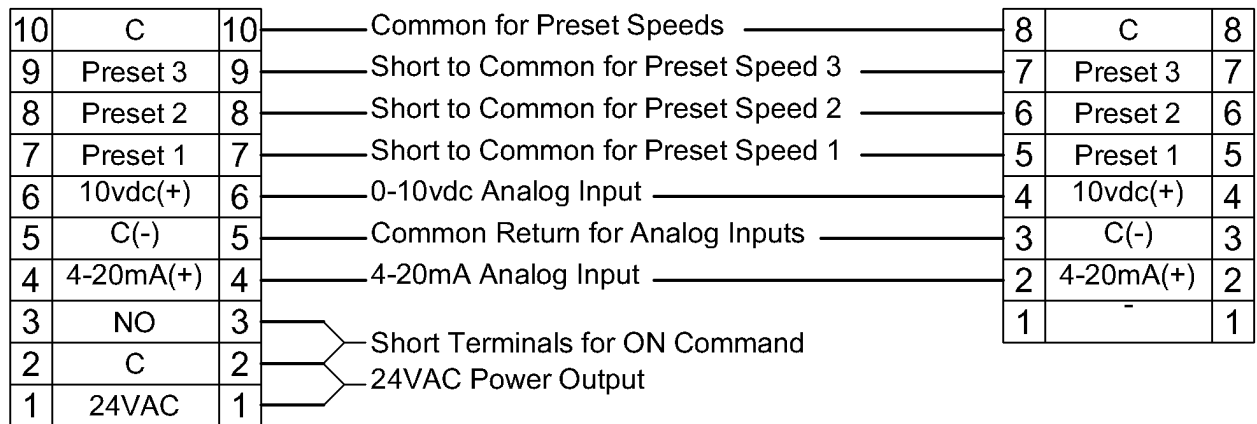 10 C 10 Common for Preset Speeds 8 C 8
9 Preset 3 9 Short to Common for Preset Speed 3 7 Preset 3 7
8 Preset 2 8 Short to Common for Preset Speed 2 6 Preset 2 6
7 Preset 1 7 Short to Common for Preset Speed 1 5 Preset 1 5
6 10vdc(+) 6 0-10vdc Analog Input 4 10vdc(+) 4
5 C(-) 5 Common Return for Analog Inputs 3 C(-) 3
4 4-20mA(+) 4 4-20mA Analog Input 2 4-20mA(+) 2
3 NO 3 1 - 1
Short Terminals for ON Command
2 C 2
24VAC Power Output
1 24VAC 1